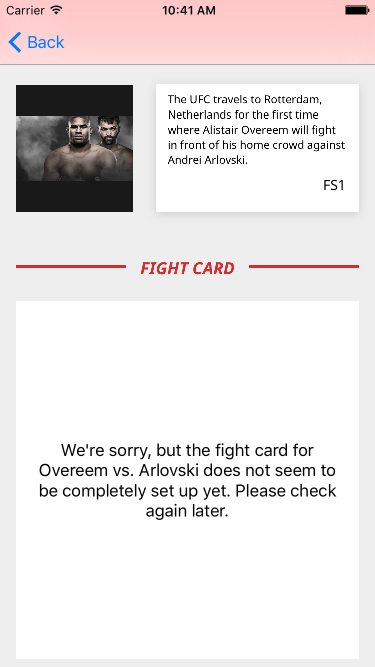 Carrier 10:41 AM
Back
The UFC travels to Rotterdam,
Netherlands for the first time
where Alistair Overeem will fight
in front of his home crowd against
Andrei Arlovski.
FS1
FIGHT CARD
We're sorry, but the fight card for
Overeem vs. Arlovski does not seem to
be completely set up yet. Please check
again later.